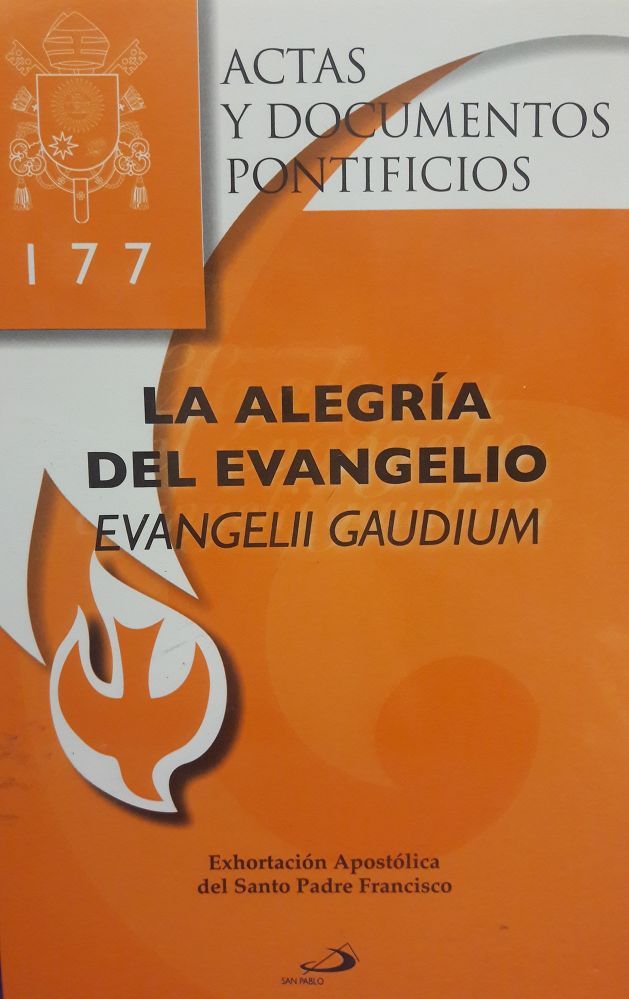 ACTAS
Y DOCUMENTOS
PONTIFICIOS
177
LA ALEGRÍA
DEL EVANGELIO
EVANGELII GAUDIUM
Exhortación Apostólica
del Santo Padre Francisco
SAN PABLO